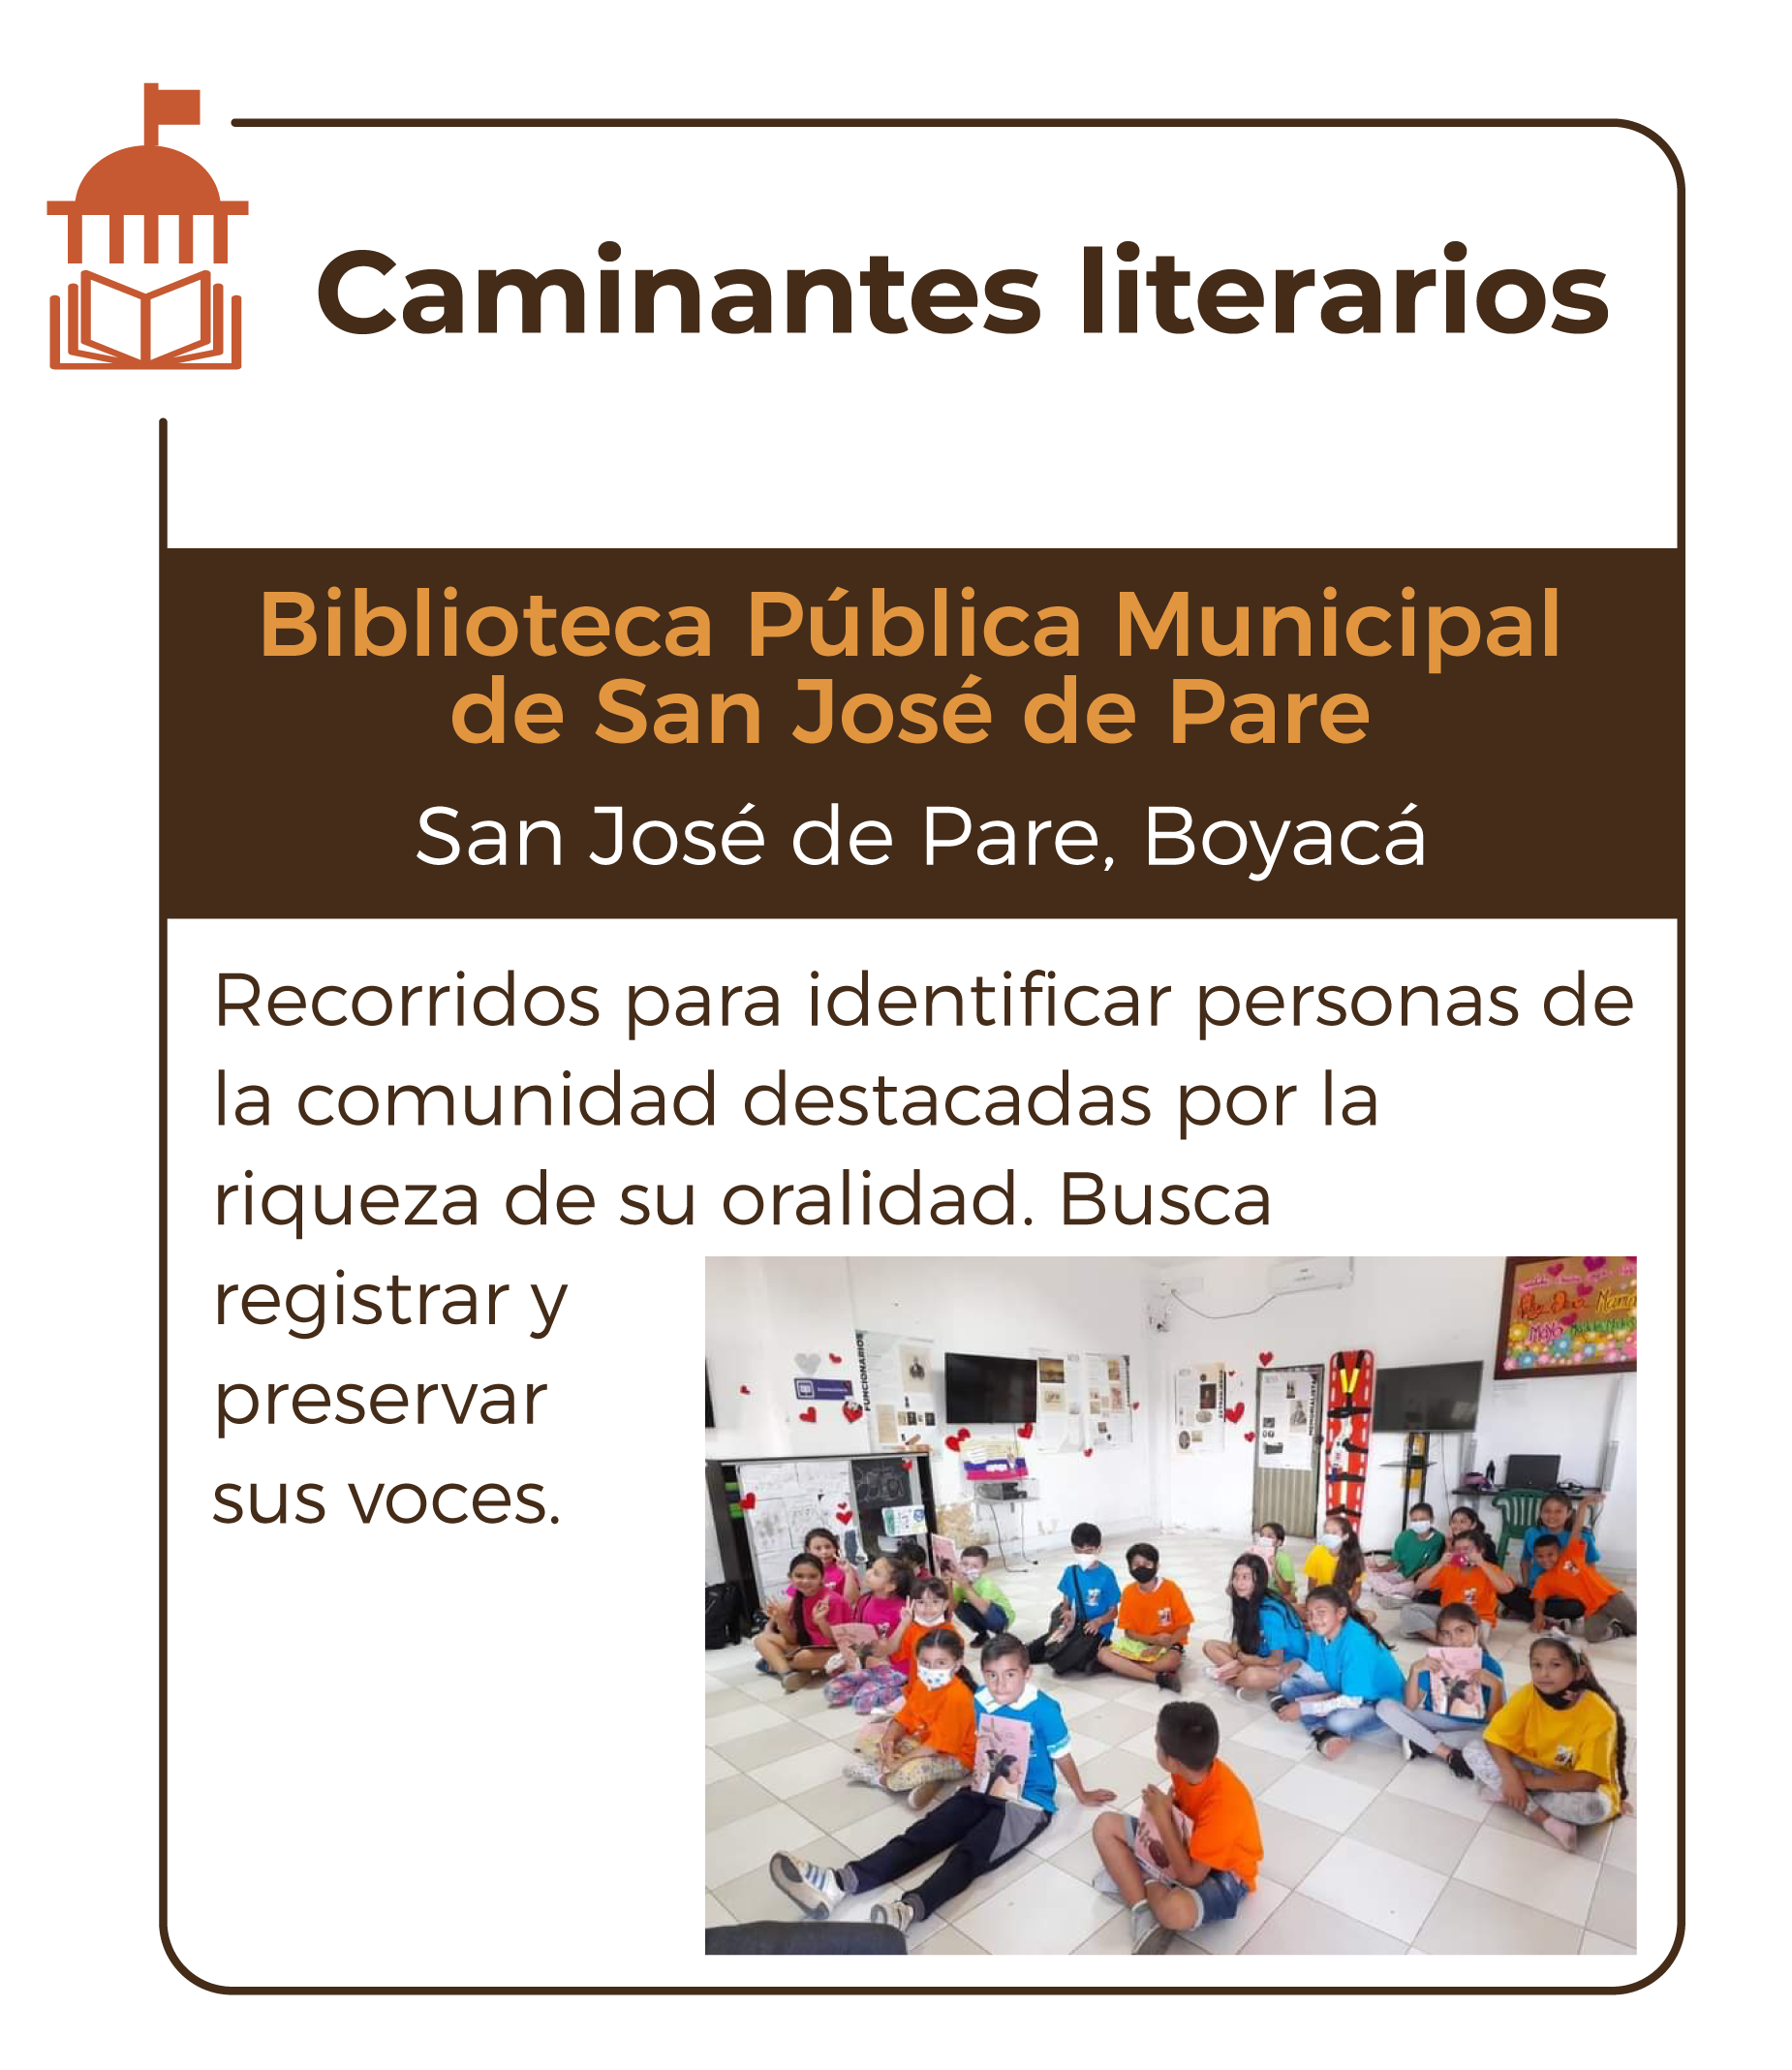 Caminantes literarios
Biblioteca Pública Municipal
de San José de Pare
San José de Pare, Boyacá
Recorridos para identificar personas de
la comunidad destacadas por la
riqueza de su oralidad. Busca
registrar y
preservar
sus voces.
FUNCIONARIOS